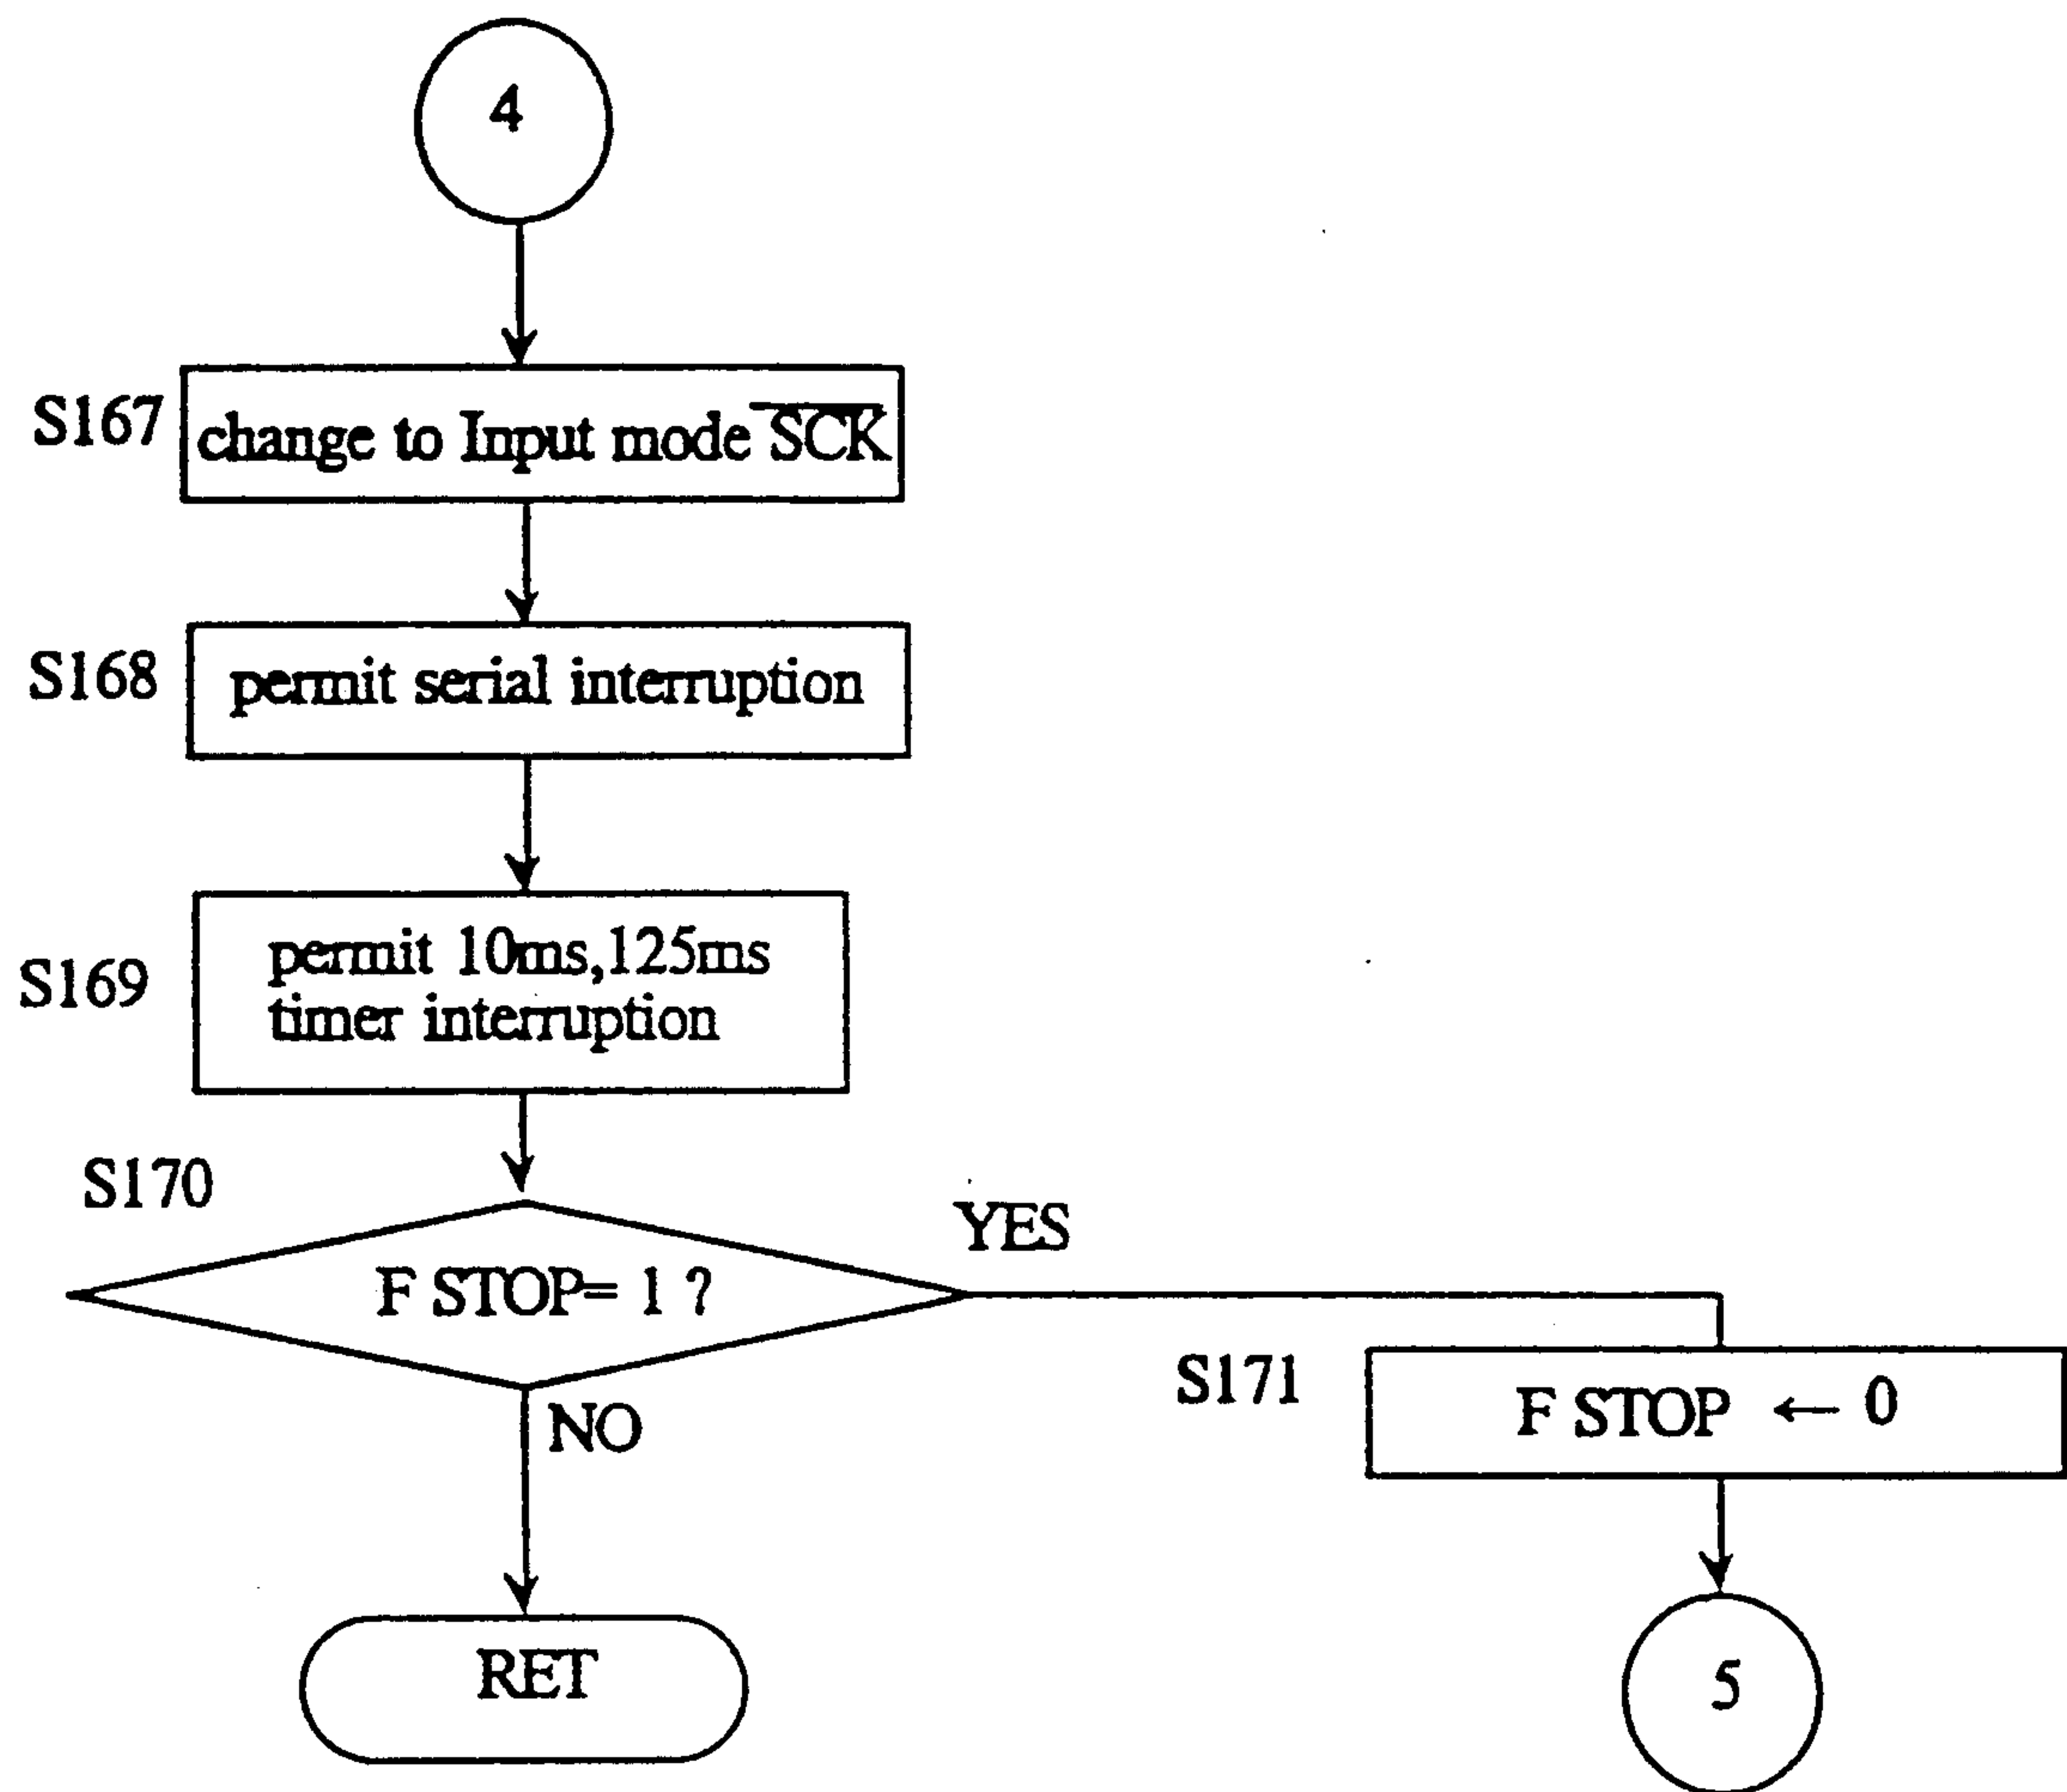 4
S167
change to Input mode S̅C̅K̅
S168
permit serial interruption
S169
permit 10ms,125ms
timer interruption
S170
F STOP= 1 ?
YES
NO
S171
F STOP ← 0
RET
5